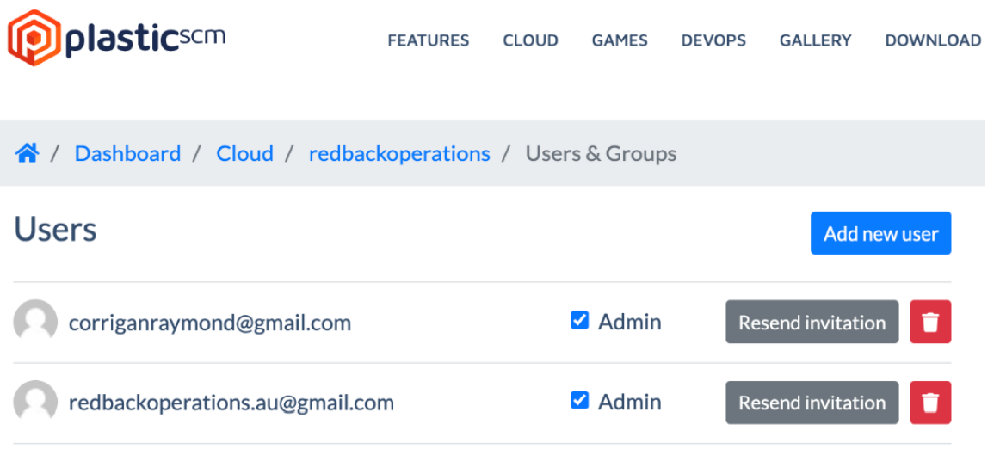 plasticscm FEATURES CLOUD GAMES DEVOPS GALLERY DOWNLOAD
/ Dashboard / Cloud / redbackoperations / Users & Groups
Users Add new user
corriganraymond@gmail.com Admin Resend invitation
redbackoperations.au@gmail.com Admin Resend invitation